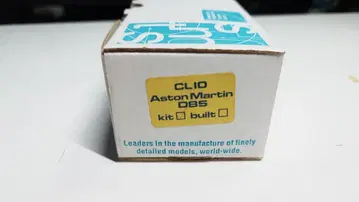 CL10
Aston Martin
DBS
kit □ built □
Leaders in the manufacture of finely
detailed models, world-wide.